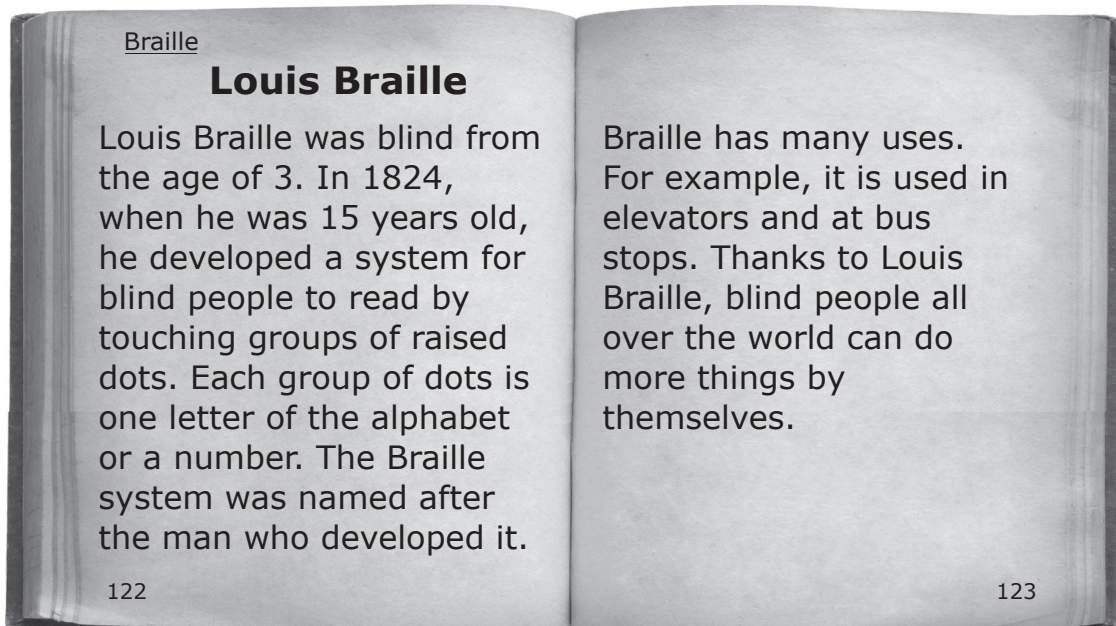 Braille
Louis Braille
Louis Braille was blind from
the age of 3. In 1824,
when he was 15 years old,
he developed a system for
blind people to read by
touching groups of raised
dots. Each group of dots is
one letter of the alphabet
or a number. The Braille
system was named after
the man who developed it.
122
Braille has many uses.
For example, it is used in
elevators and at bus
stops. Thanks to Louis
Braille, blind people all
over the world can do
more things by
themselves.
123